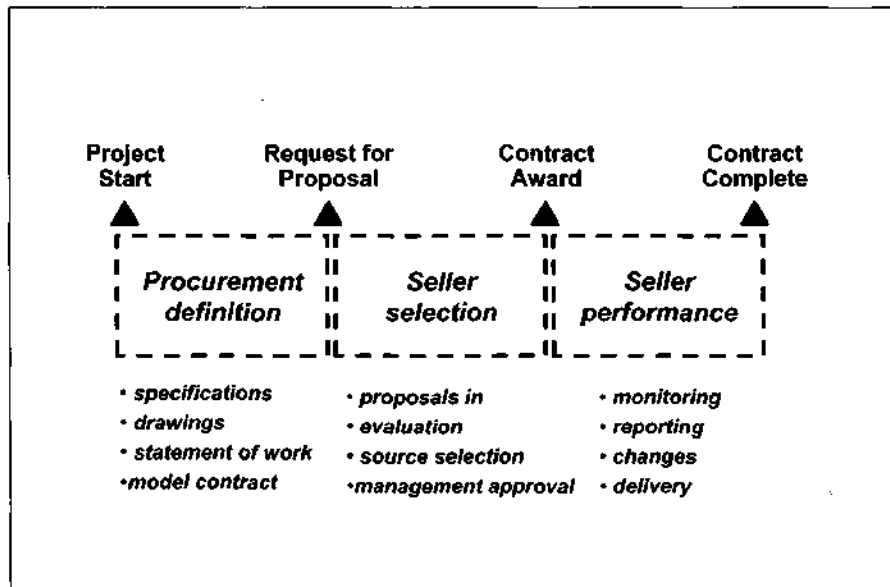 Project
Start
Request for
Proposal
Contract
Award
Contract
Complete
Procurement
definition
Seller
selection
Seller
performance
• specifications
• drawings
• statement of work
•model contract
• proposals in
• evaluation
• source selection
•management approval
• monitoring
• reporting
• changes
• delivery